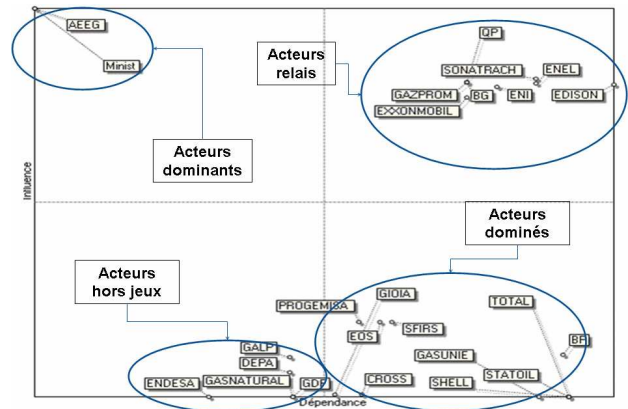 AEEG
Minist
Acteurs
dominants
Acteurs
relais
QP
SONATRACH
ENEL
GAZPROM
BG
ENI
EDISON
EXXONMOBIL
Influence
Acteurs
dominés
Acteurs
hors jeux
PROGEMISA
GIOIA
TOTAL
EOS
SFIRS
BP
GALP
GASUNIE
DEPA
ENDESA
GASNATURAL
GDF
CROSS
SHELL
STATOIL
Dépendance